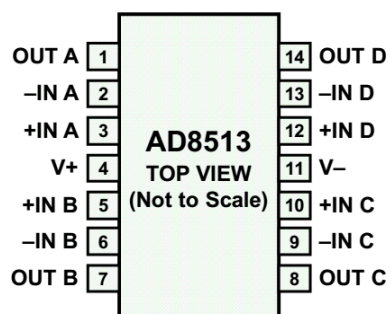 OUT A 1 14 OUT D
–IN A 2 13 –IN D
+IN A 3 12 +IN D
AD8513
V+ 4 TOP VIEW 11 V–
+IN B 5 (Not to Scale) 10 +IN C
–IN B 6 9 –IN C
OUT B 7 8 OUT C